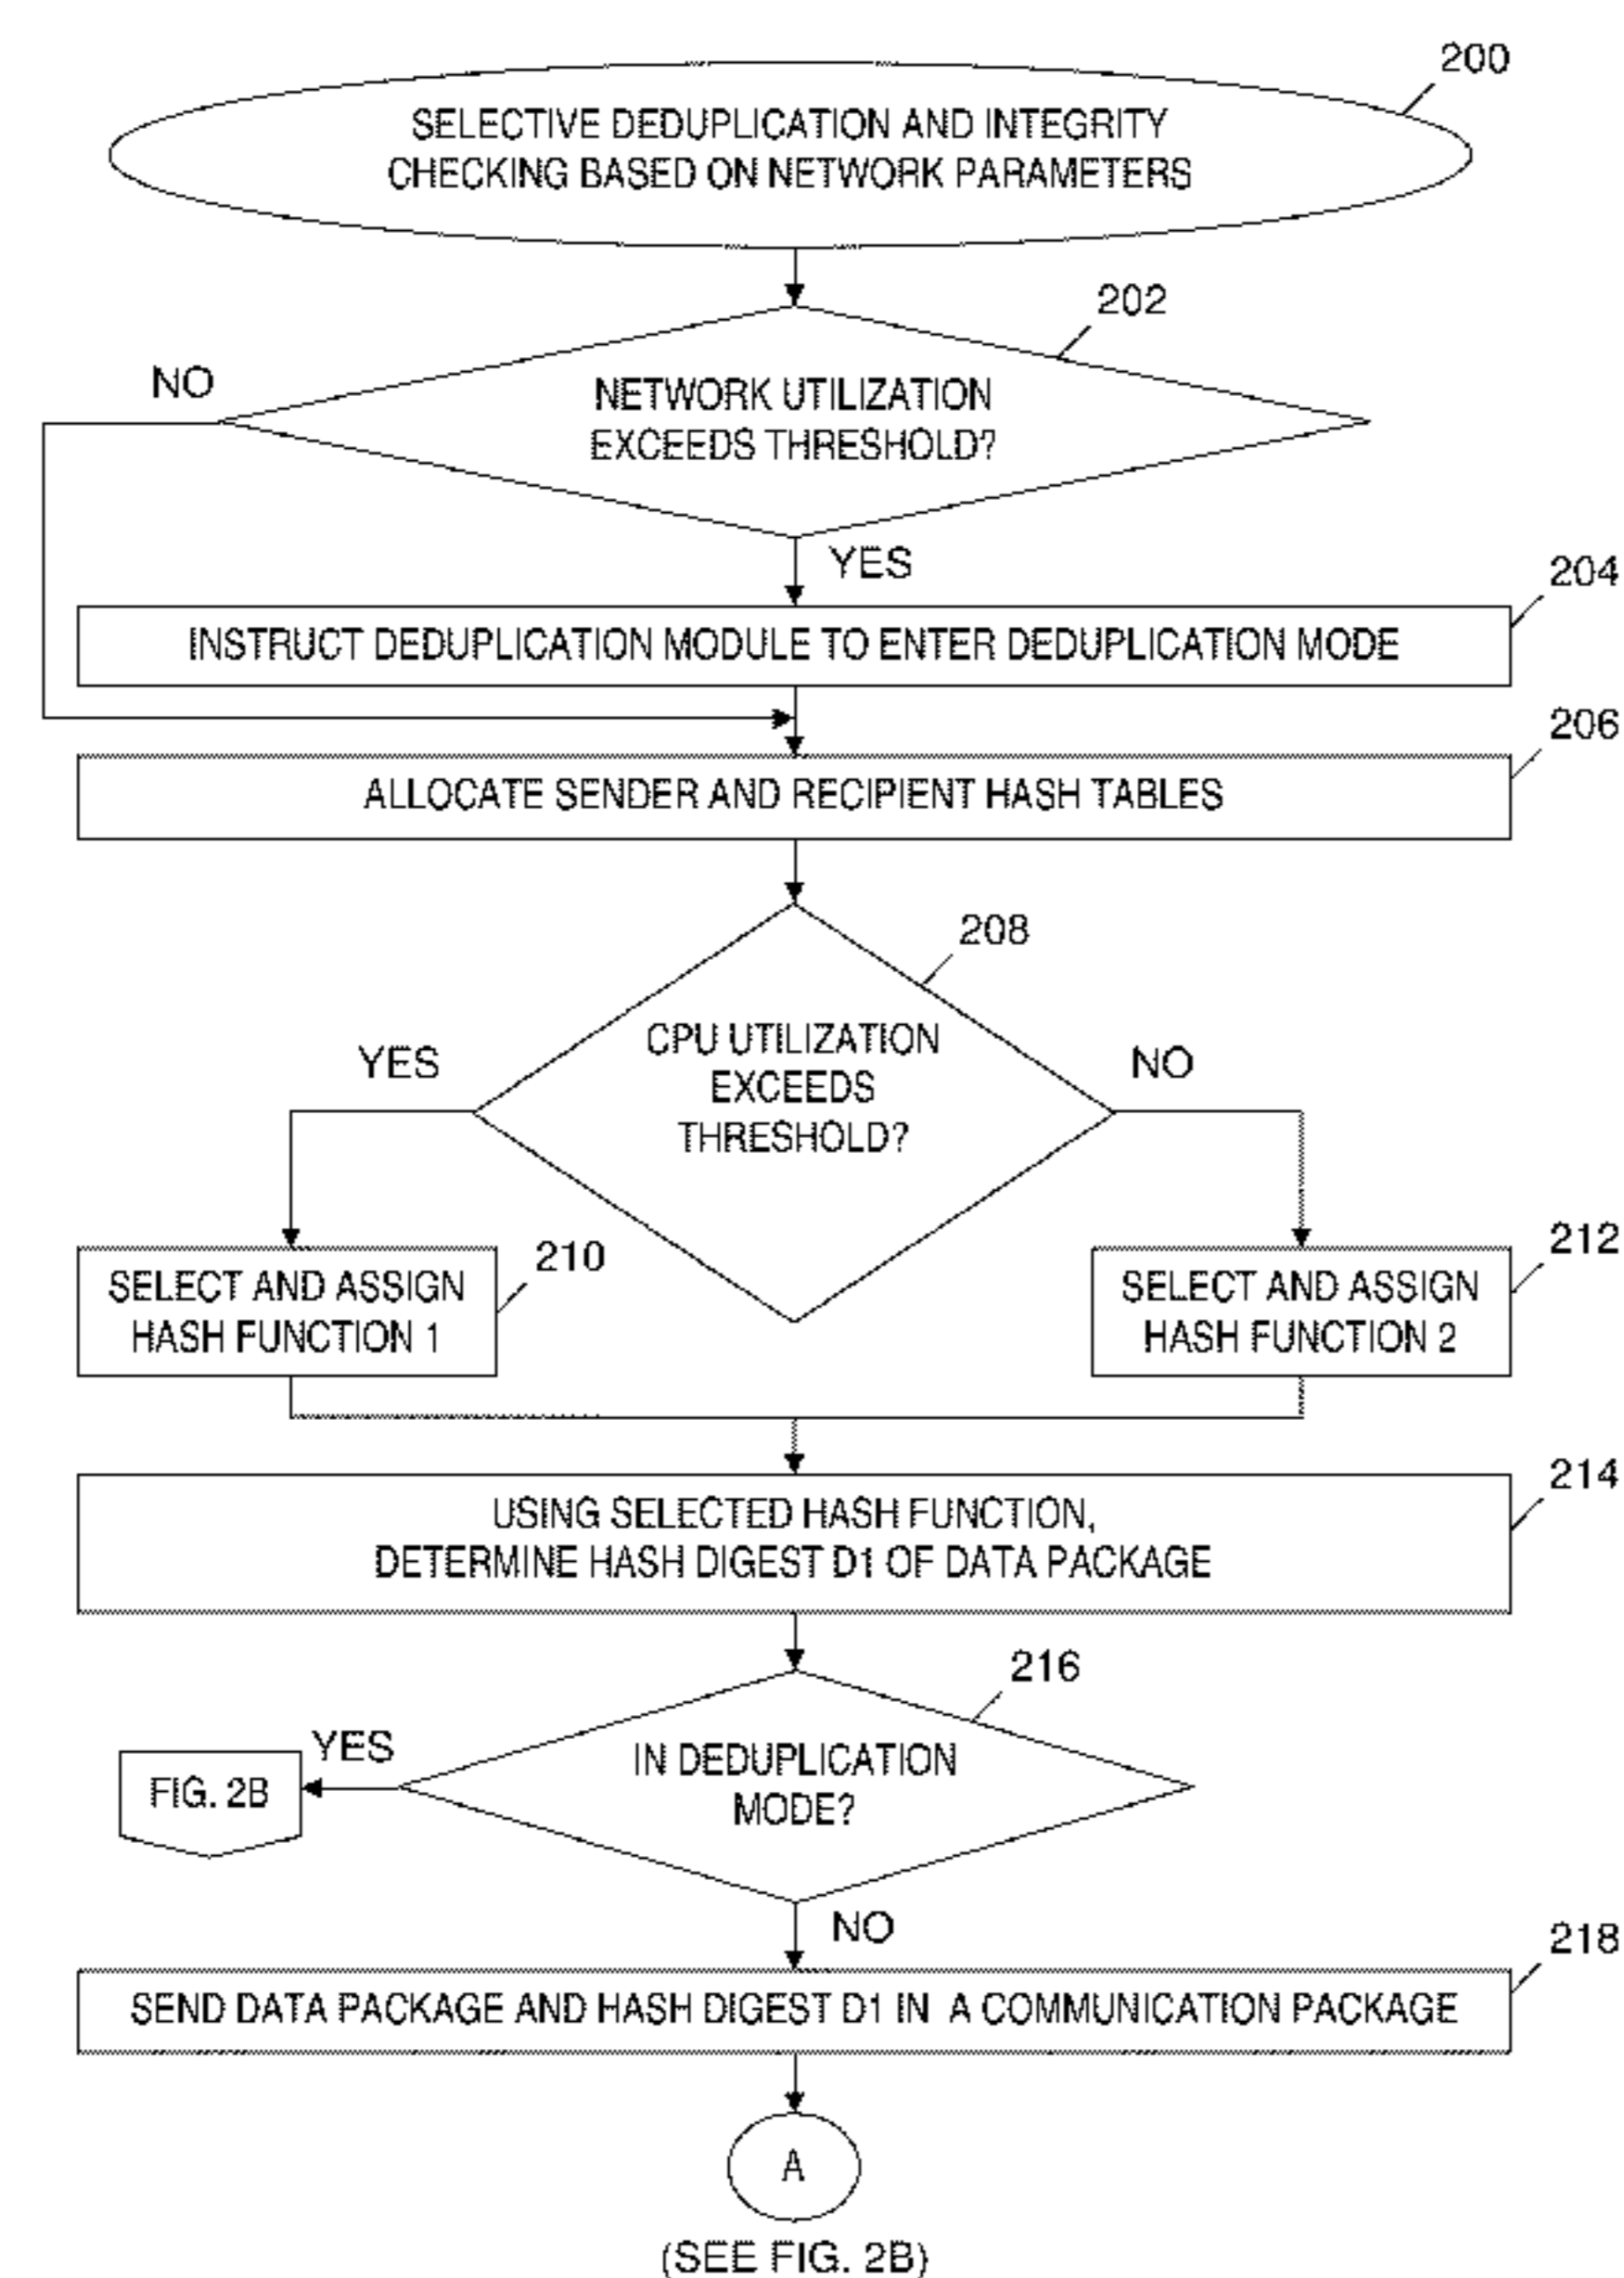 200
SELECTIVE DEDUPLICATION AND INTEGRITY
CHECKING BASED ON NETWORK PARAMETERS
202
NO
NETWORK UTILIZATION
EXCEEDS THRESHOLD?
YES
204
INSTRUCT DEDUPLICATION MODULE TO ENTER DEDUPLICATION MODE
206
ALLOCATE SENDER AND RECIPIENT HASH TABLES
208
CPU UTILIZATION
EXCEEDS
THRESHOLD?
YES
NO
210
SELECT AND ASSIGN
HASH FUNCTION 1
212
SELECT AND ASSIGN
HASH FUNCTION 2
214
USING SELECTED HASH FUNCTION,
DETERMINE HASH DIGEST D1 OF DATA PACKAGE
216
YES
IN DEDUPLICATION
MODE?
FIG. 2B
NO
218
SEND DATA PACKAGE AND HASH DIGEST D1 IN A COMMUNICATION PACKAGE
A
(SEE FIG. 2B)